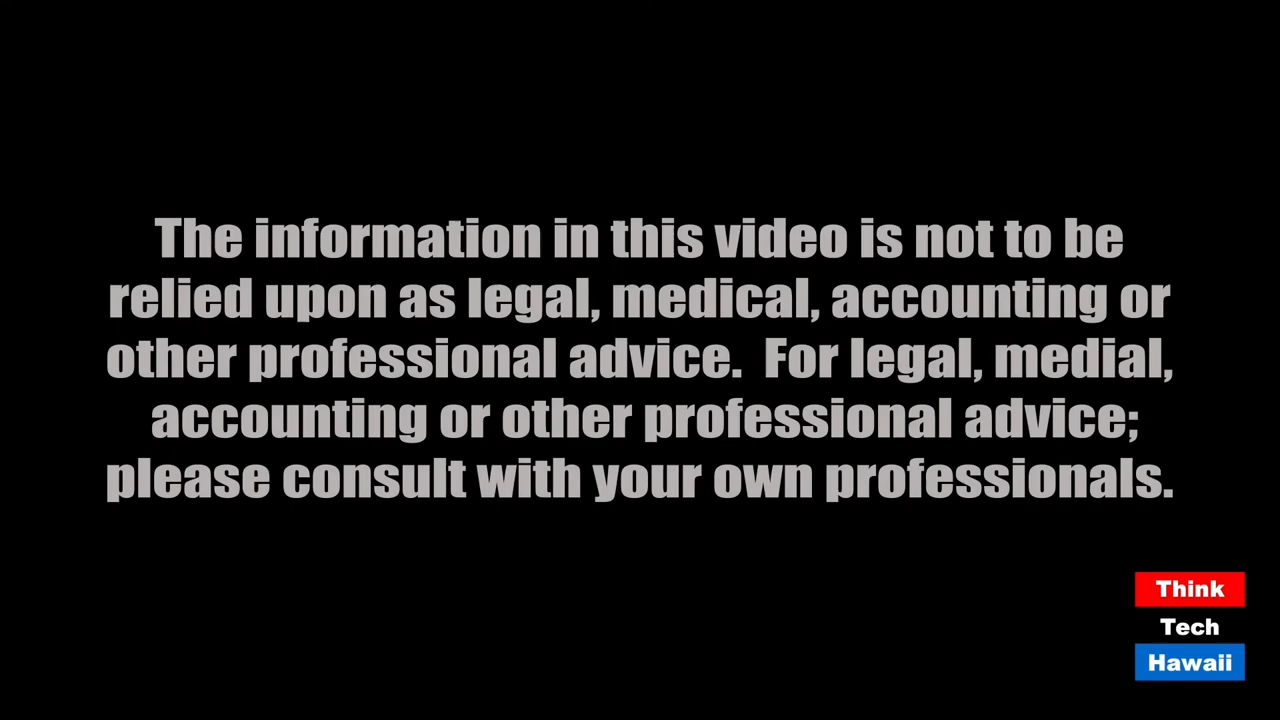 The information in this video is not to be
relied upon as legal, medical, accounting or
other professional advice.  For legal, medial,
accounting or other professional advice;
please consult with your own professionals.
Think
Tech
Hawaii